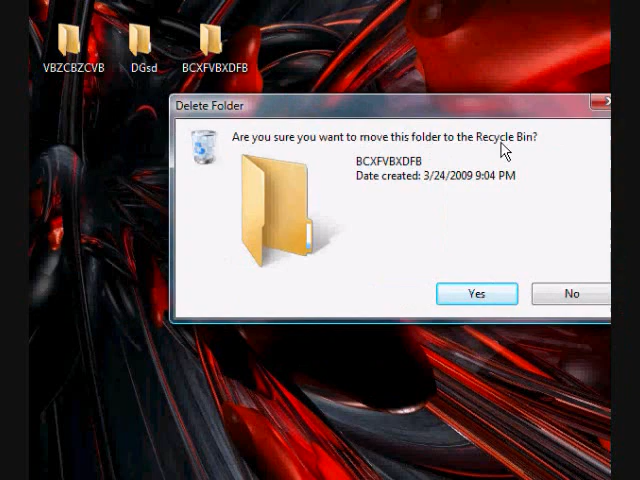 VBZCBZCVB DGsd BCXFVBXDFB
Delete Folder
Are you sure you want to move this folder to the Recycle Bin?
BCXFVBXDFB
Date created: 3/24/2009 9:04 PM
Yes No